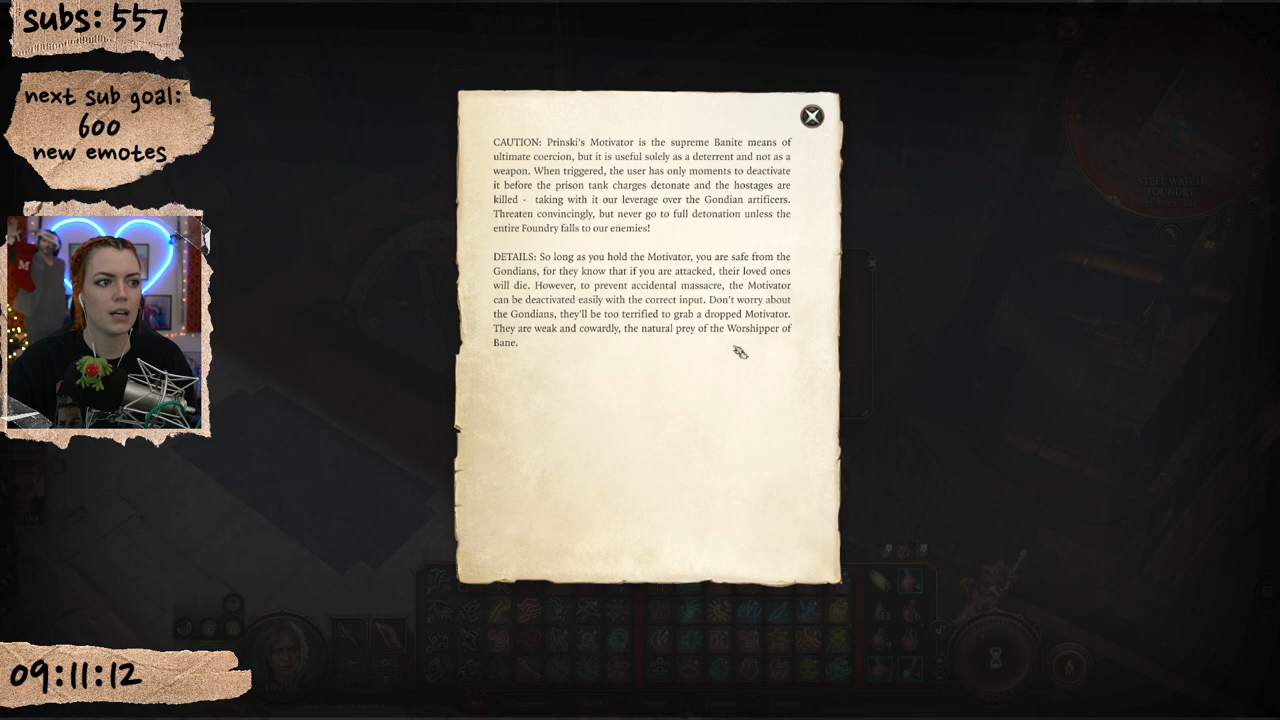 subs: 557
next sub goal:
600
new emotes
CAUTION: Prinski's Motivator is the supreme Banite means of
ultimate coercion, but it is useful solely as a deterrent and not as a
weapon. When triggered, the user has only moments to deactivate
it before the prison tank charges detonate and the hostages are
killed - taking with it our leverage over the Gondian artificers.
Threaten convincingly, but never go to full detonation unless the
entire Foundry falls to our enemies!
DETAILS: So long as you hold the Motivator, you are safe from the
Gondians, for they know that if you are attacked, their loved ones
will die. However, to prevent accidental massacre, the Motivator
can be deactivated easily with the correct input. Don't worry about
the Gondians, they'll be too terrified to grab a dropped Motivator.
They are weak and cowardly, the natural prey of the Worshipper of
Bane.
STEEL WATCH
FOUNDRY
M
09:11:12